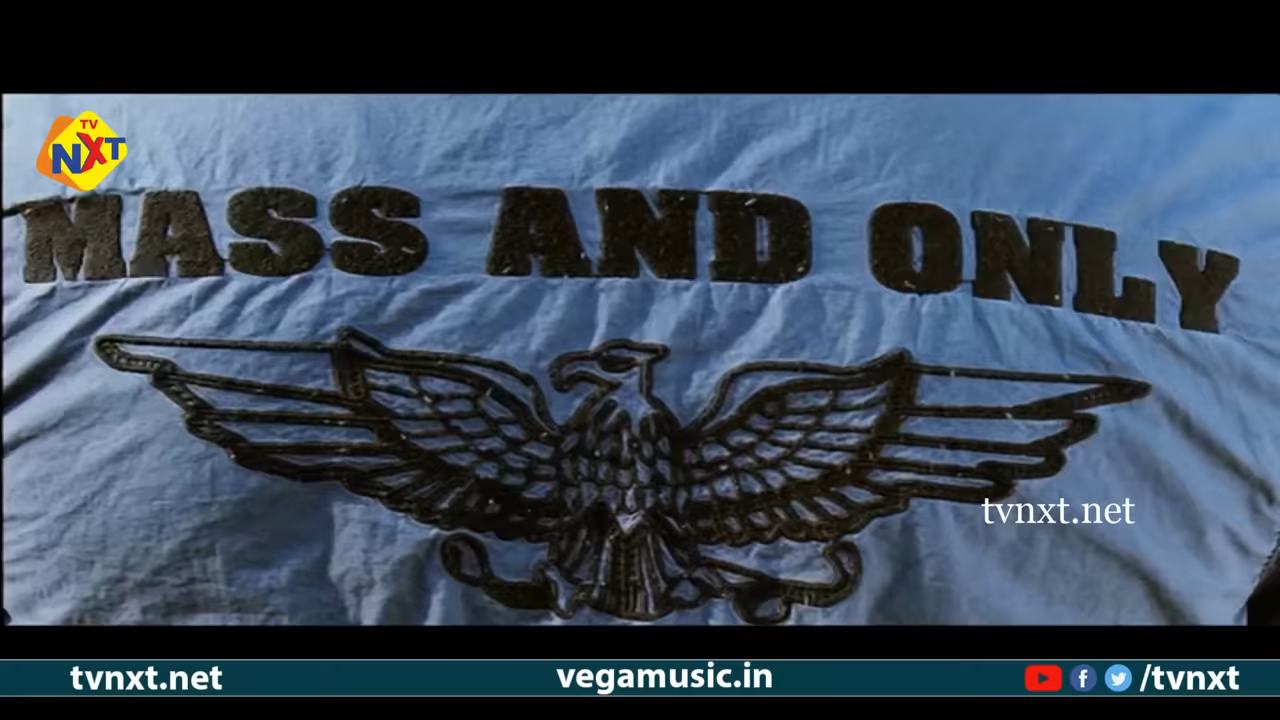 TV
NXT
MASS AND ONLY
tvnxt.net
tvnxt.net
vegamusic.in
/tvnxt